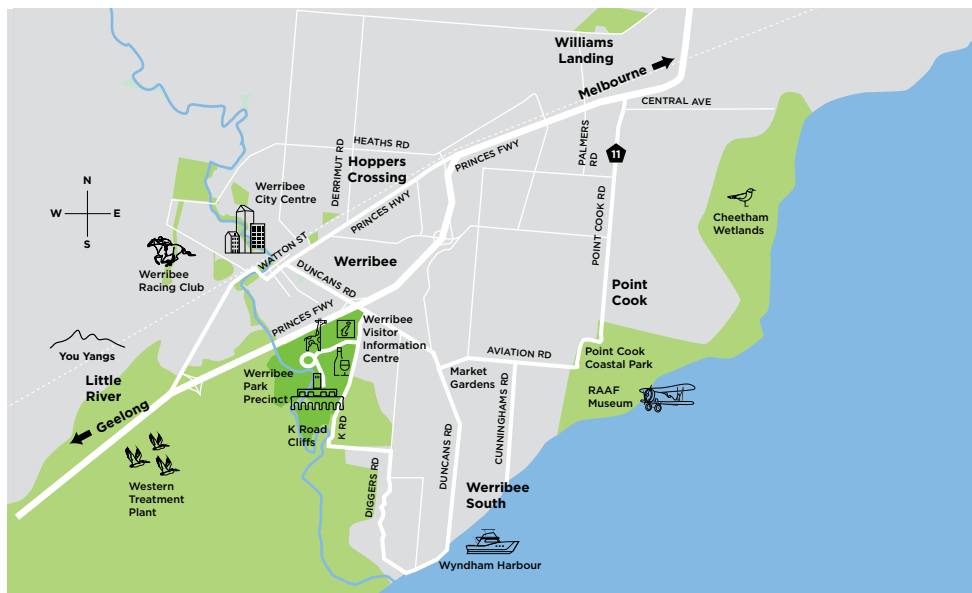 Williams
Landing
Melbourne
CENTRAL AVE
PALMERS
RD
11
HEATHS RD
DERRIMUT RD
Hoppers
Crossing
PRINCES FWY
PRINCES HWY
N
W
E
S
Werribee
City Centre
Cheetham
Wetlands
POINT COOK RD
WATTON ST
Werribee
Racing Club
Werribee
DUNCANS RD
Point
Cook
PRINCES FWY
Werribee
Visitor
Information
Centre
i
You Yangs
Little
River
Geelong
Werribee
Park
Precinct
K Road
Cliffs
K RD
Market
Gardens
AVIATION RD
Point Cook
Coastal Park
RAAF
Museum
CUNNINGHAMS RD
DUNCANS RD
DIGGERS RD
Western
Treatment
Plant
Werribee
South
Wyndham Harbour